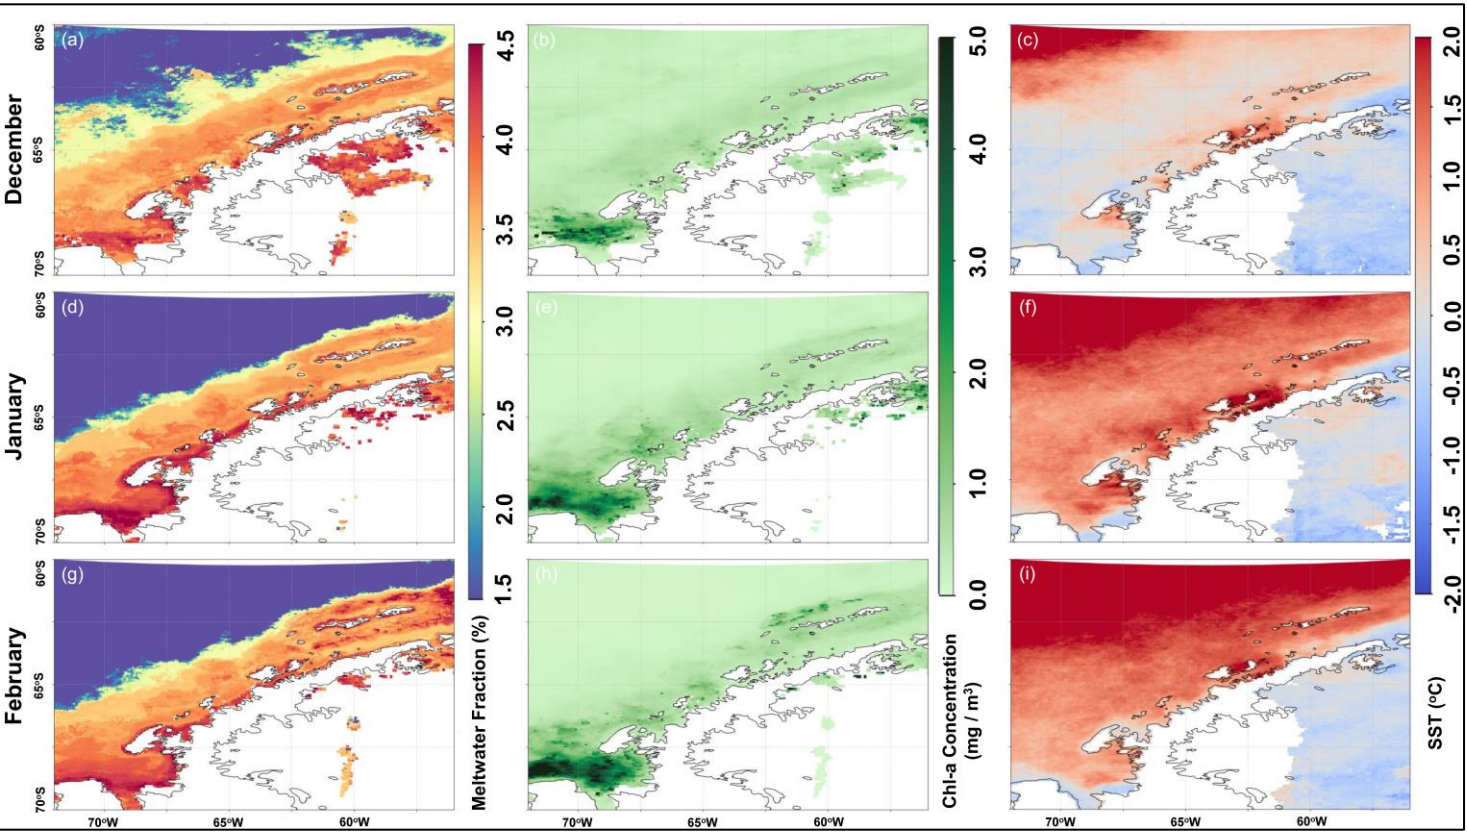 December
60°S
65°S
70°S
(a)
(b)
(c)
January
60°S
65°S
70°S
(d)
(e)
(f)
February
60°S
65°S
70°S
(g)
(h)
(i)
70°W
65°W
60°W
70°W
65°W
60°W
70°W
65°W
60°W
4.5
4.0
3.5
3.0
2.5
2.0
1.5
Meltwater Fraction (%)
5.0
4.0
3.0
2.0
1.0
0.0
Chl-a Concentration
(mg / m³)
2.0
1.5
1.0
0.5
0.0
-0.5
-1.0
-1.5
-2.0
SST (°C)